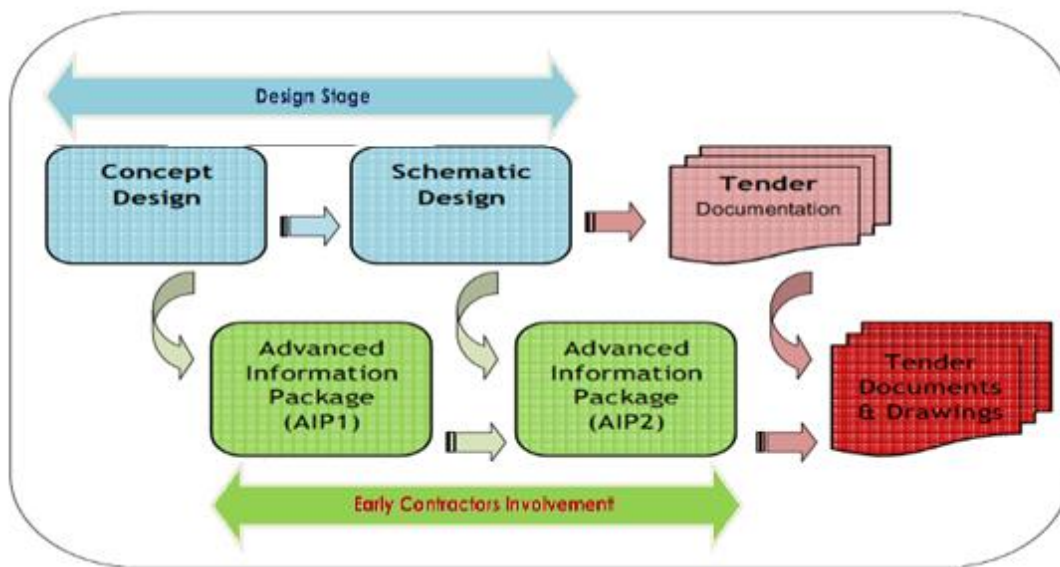 Design Stage
Concept
Design
Schematic
Design
Tender
Documentation
Advanced
Information
Package
(AIP1)
Advanced
Information
Package
(AIP2)
Tender
Documents
& Drawings
Early Contractors Involvement